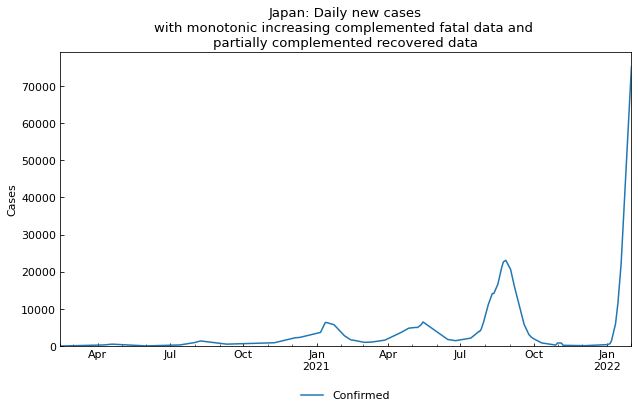 Japan: Daily new cases
with monotonic increasing complemented fatal data and
partially complemented recovered data
70000
60000
50000
40000
30000
20000
10000
0
Cases
Apr Jul Oct Jan Apr Jul Oct Jan
2021 2022
Confirmed